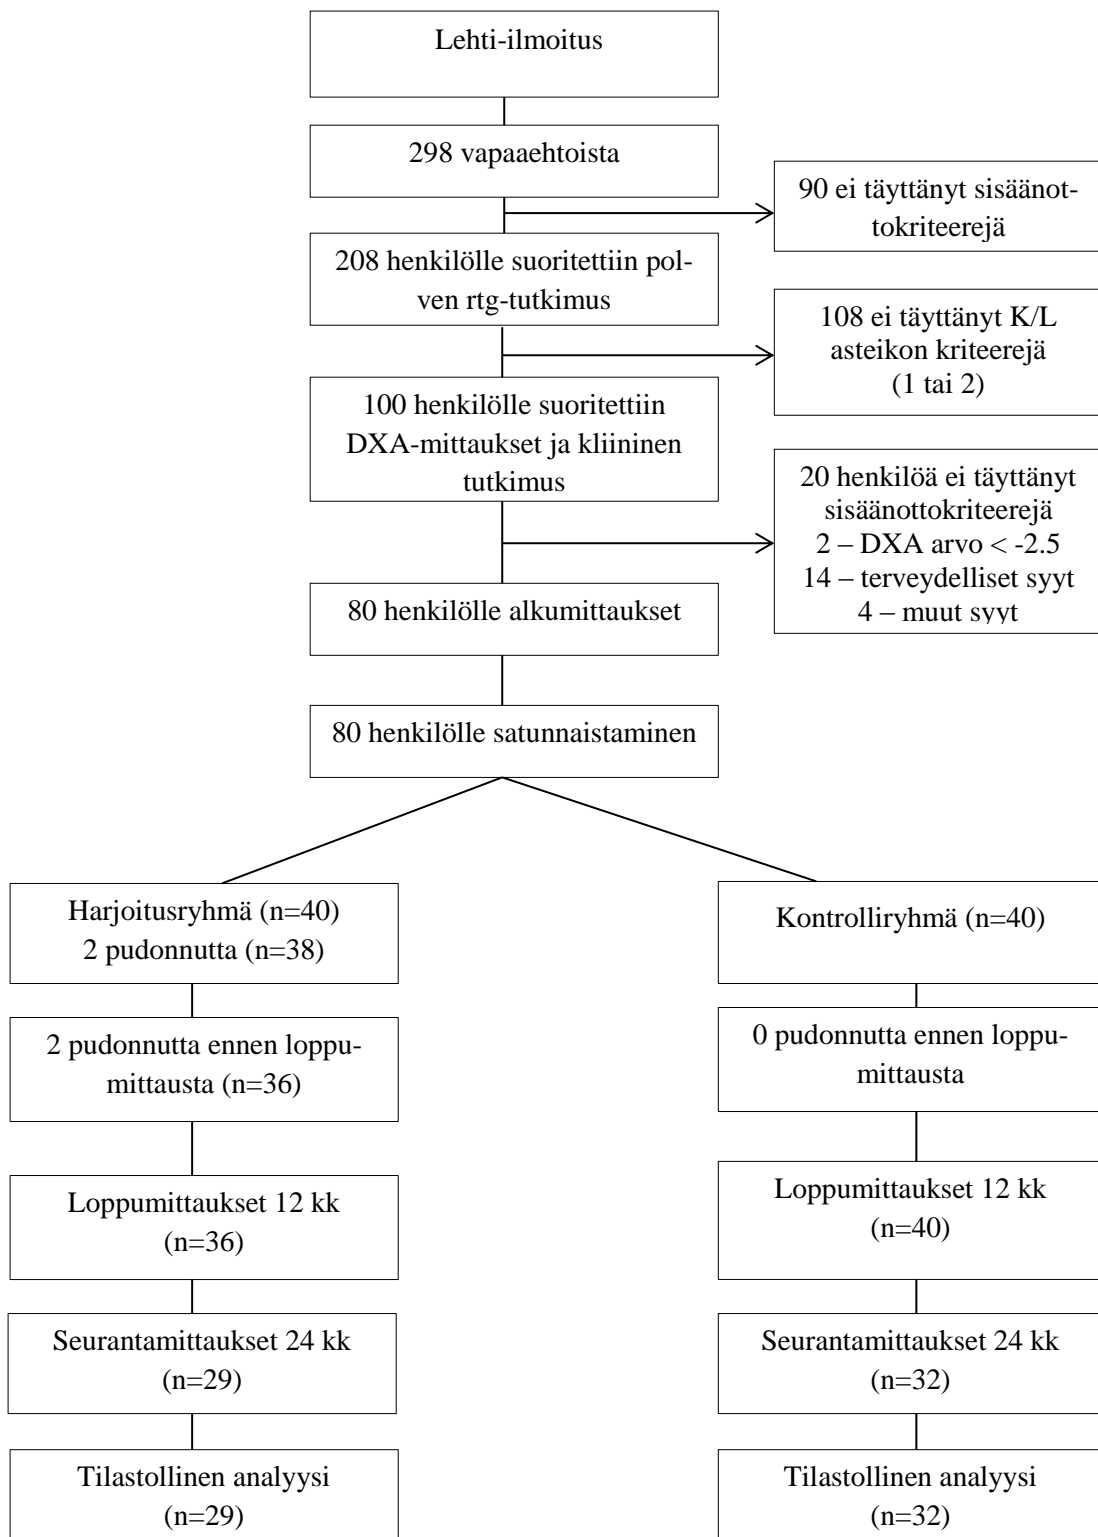 Lehti-ilmoitus
298 vapaaehtoista
90 ei täyttänyt sisäänot-
tokriteerejä
208 henkilölle suoritettiin pol-
ven rtg-tutkimus
108 ei täyttänyt K/L
asteikon kriteerejä
(1 tai 2)
100 henkilölle suoritettiin
DXA-mittaukset ja kliininen
tutkimus
20 henkilöä ei täyttänyt
sisäänottokriteerejä
2 – DXA arvo < -2.5
14 – terveydelliset syyt
4 – muut syyt
80 henkilölle alkumittaukset
80 henkilölle satunnaistaminen
Harjoitusryhmä (n=40)
2 pudonnutta (n=38)
Kontrolliryhmä (n=40)
2 pudonnutta ennen loppu-
mittausta (n=36)
0 pudonnutta ennen loppu-
mittausta
Loppumittaukset 12 kk
(n=36)
Loppumittaukset 12 kk
(n=40)
Seurantamittaukset 24 kk
(n=29)
Seurantamittaukset 24 kk
(n=32)
Tilastollinen analyysi
(n=29)
Tilastollinen analyysi
(n=32)